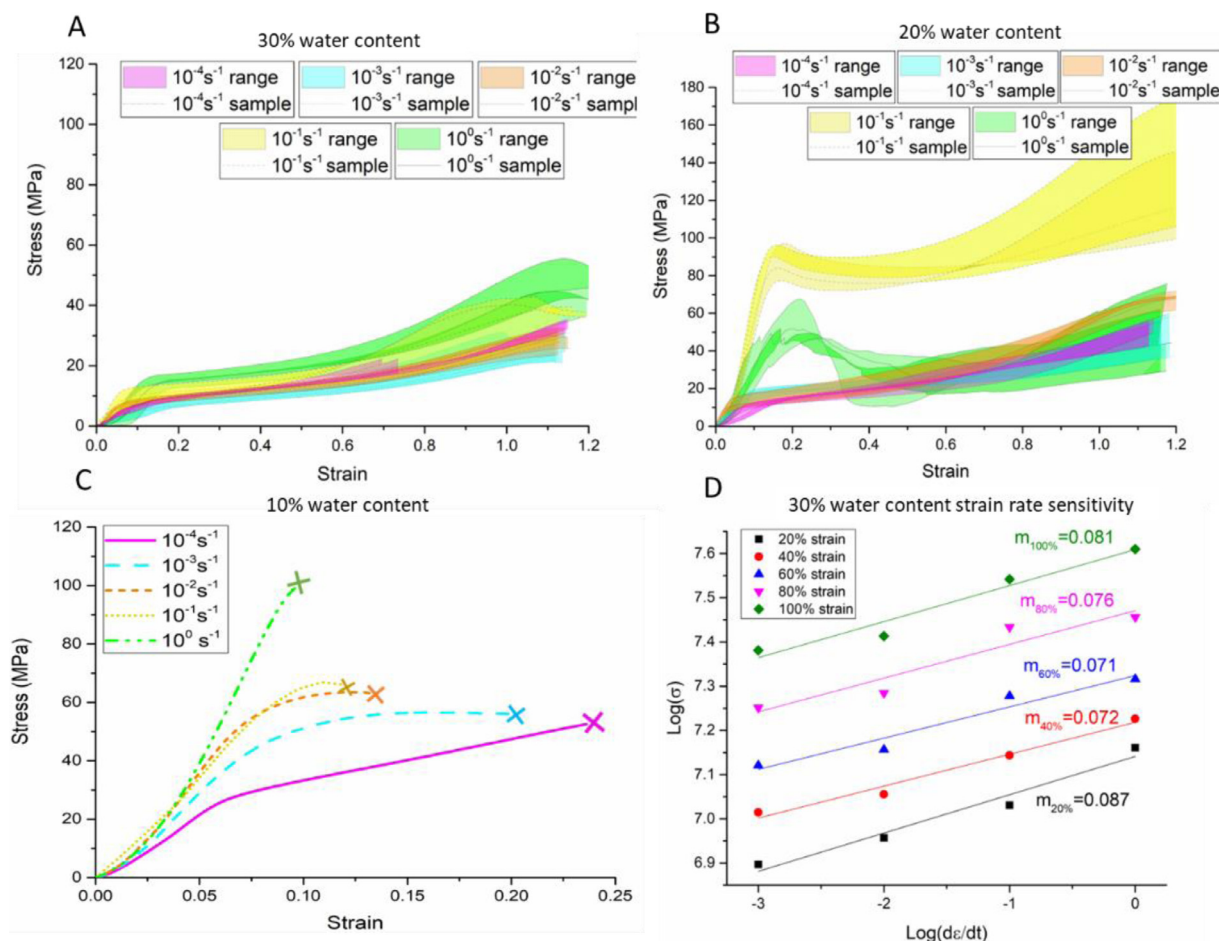 A
30% water content
120
100
80
60
40
20
0
Stress (MPa)
10⁻⁴s⁻¹ range
10⁻⁴s⁻¹ sample
10⁻³s⁻¹ range
10⁻³s⁻¹ sample
10⁻²s⁻¹ range
10⁻²s⁻¹ sample
10⁻¹s⁻¹ range
10⁻¹s⁻¹ sample
10⁰s⁻¹ range
10⁰s⁻¹ sample
0.0 0.2 0.4 0.6 0.8 1.0 1.2
Strain
B
20% water content
180
160
140
120
100
80
60
40
20
0
Stress (MPa)
10⁻⁴s⁻¹ range
10⁻⁴s⁻¹ sample
10⁻³s⁻¹ range
10⁻³s⁻¹ sample
10⁻²s⁻¹ range
10⁻²s⁻¹ sample
10⁻¹s⁻¹ range
10⁻¹s⁻¹ sample
10⁰s⁻¹ range
10⁰s⁻¹ sample
0.0 0.2 0.4 0.6 0.8 1.0 1.2
Strain
C
10% water content
120
100
80
60
40
20
0
Stress (MPa)
10⁻⁴s⁻¹
10⁻³s⁻¹
10⁻²s⁻¹
10⁻¹s⁻¹
10⁰ s⁻¹
0.00 0.05 0.10 0.15 0.20 0.25
Strain
D
30% water content strain rate sensitivity
7.6
7.5
7.4
7.3
7.2
7.1
7.0
6.9
Log(σ)
20% strain
40% strain
60% strain
80% strain
100% strain
m100%=0.081
m80%=0.076
m60%=0.071
m40%=0.072
m20%=0.087
-3 -2 -1 0
Log(dε/dt)